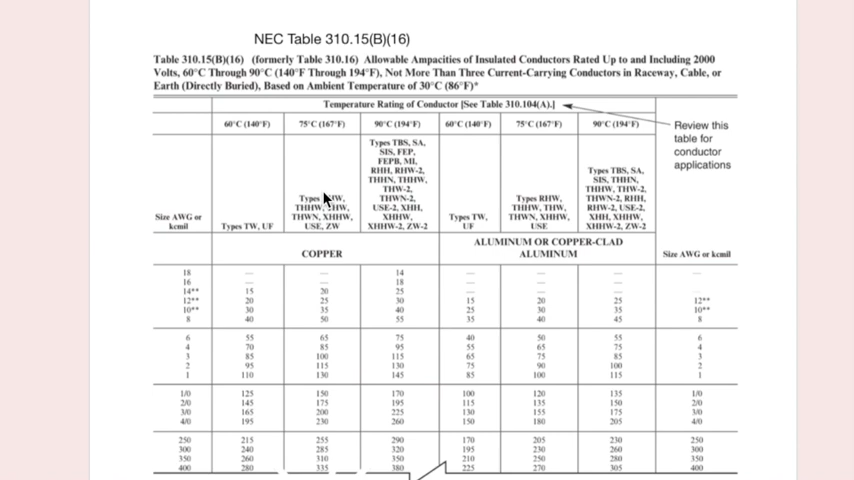 NEC Table 310.15(B)(16)
Table 310.15(B)(16) (formerly Table 310.16) Allowable Ampacities of Insulated Conductors Rated Up to and Including 2000
Volts, 60°C Through 90°C (140°F Through 194°F), Not More Than Three Current-Carrying Conductors in Raceway, Cable, or
Earth (Directly Buried), Based on Ambient Temperature of 30°C (86°F)*
Temperature Rating of Conductor [See Table 310.104(A).]
60°C (140°F) 75°C (167°F) 90°C (194°F) 60°C (140°F) 75°C (167°F) 90°C (194°F)
Review this
table for
conductor
applications
Size AWG or
kcmil
Types TW, UF
Types
THHW, THW,
THWN, XHHW,
USE, ZW
Types TBS, SA,
SIS, FEP,
FEPB, MI,
RHH, RHW-2,
THHN, THHW,
THW-2,
THWN-2,
USE-2, XHH,
XHHW,
XHHW-2, ZW-2
Types TW,
UF
Types RHW,
THHW, THW,
THWN, XHHW,
USE
Types TBS, SA,
SIS, THHN,
THHW, THW-2,
THWN-2, RHH,
RHW-2, USE-2,
XHH, XHHW,
XHHW-2, ZW-2
COPPER
ALUMINUM OR COPPER-CLAD
ALUMINUM
Size AWG or kcmil
18 — — 14 — — — —
16 — — 18 — — —
14** 15 20 25 — — — —
12** 20 25 30 15 20 25 12**
10** 30 35 40 25 30 35 10**
8 40 50 55 35 40 45 8
6 55 65 75 40 50 55 6
4 70 85 95 55 65 75 4
3 85 100 115 65 75 85 3
2 95 115 130 75 90 100 2
1 110 130 145 85 100 115 1
1/0 125 150 170 100 120 135 1/0
2/0 145 175 195 115 135 150 2/0
3/0 165 200 225 130 155 175 3/0
4/0 195 230 260 150 180 205 4/0
250 215 255 290 170 205 230 250
300 240 285 320 195 230 260 300
350 260 310 350 210 250 280 350
400 280 335 380 225 270 305 400